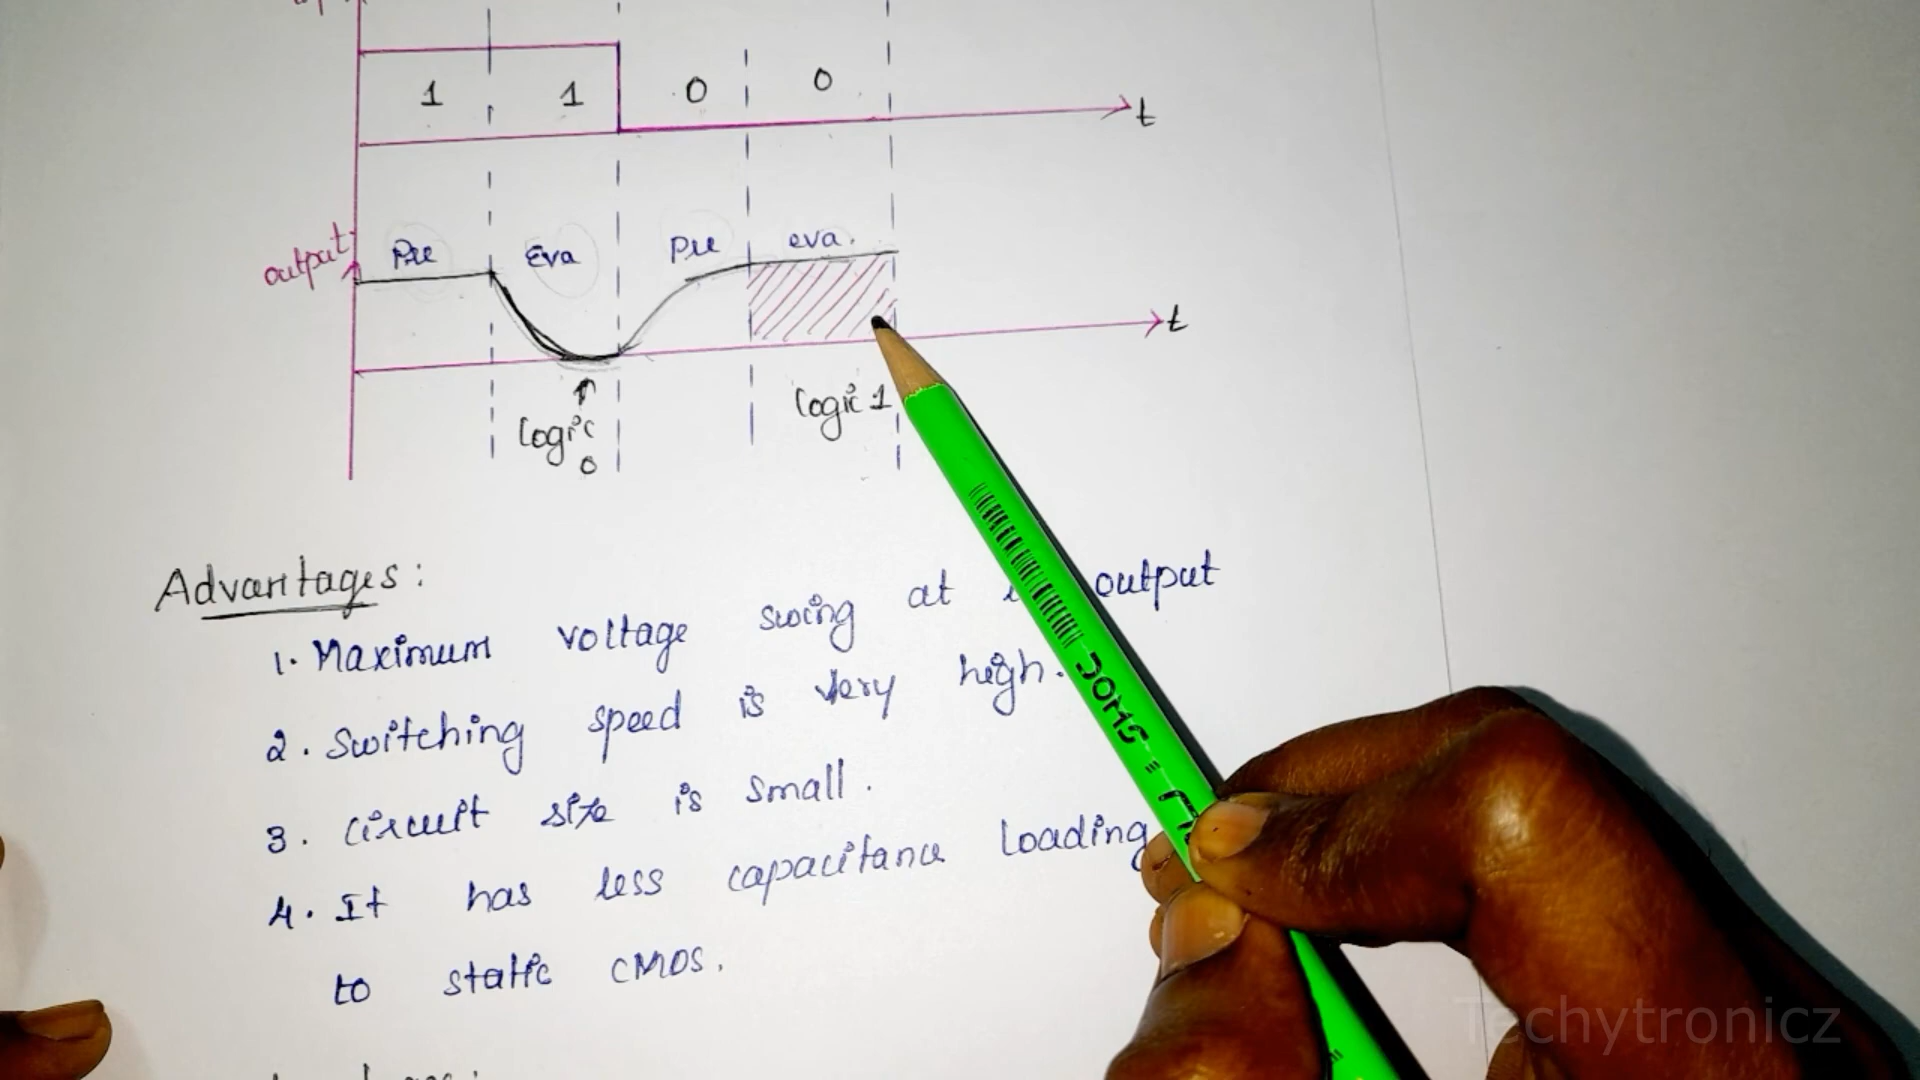 1 1 0 0
t
output
Pre Eva Pre eva.
t
logic 1
logic
0
Advantages:
1. Maximum voltage swing at output
2. Switching speed is very high.
3. Circuit size is small.
4. It has less capacitance loading
to static CMOS.
DOMS
Techytronicz